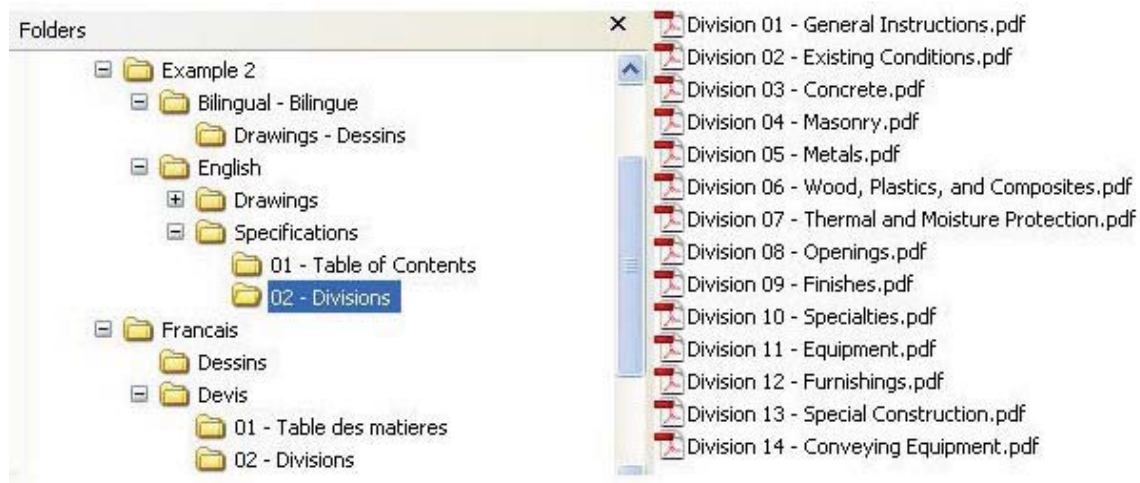 Folders
Example 2
Bilingual - Bilingue
Drawings - Dessins
English
Drawings
Specifications
01 - Table of Contents
02 - Divisions
Francais
Dessins
Devis
01 - Table des matieres
02 - Divisions
Division 01 - General Instructions.pdf
Division 02 - Existing Conditions.pdf
Division 03 - Concrete.pdf
Division 04 - Masonry.pdf
Division 05 - Metals.pdf
Division 06 - Wood, Plastics, and Composites.pdf
Division 07 - Thermal and Moisture Protection.pdf
Division 08 - Openings.pdf
Division 09 - Finishes.pdf
Division 10 - Specialties.pdf
Division 11 - Equipment.pdf
Division 12 - Furnishings.pdf
Division 13 - Special Construction.pdf
Division 14 - Conveying Equipment.pdf